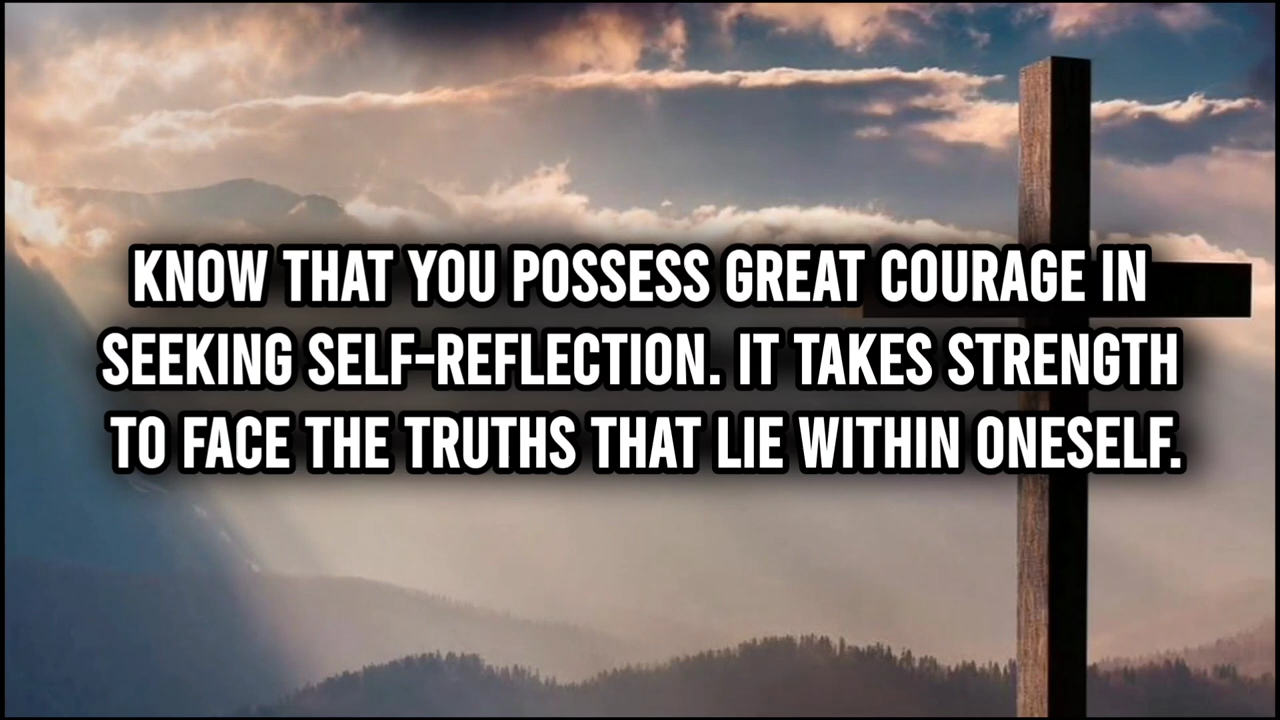 KNOW THAT YOU POSSESS GREAT COURAGE IN
SEEKING SELF-REFLECTION. IT TAKES STRENGTH
TO FACE THE TRUTHS THAT LIE WITHIN ONESELF.